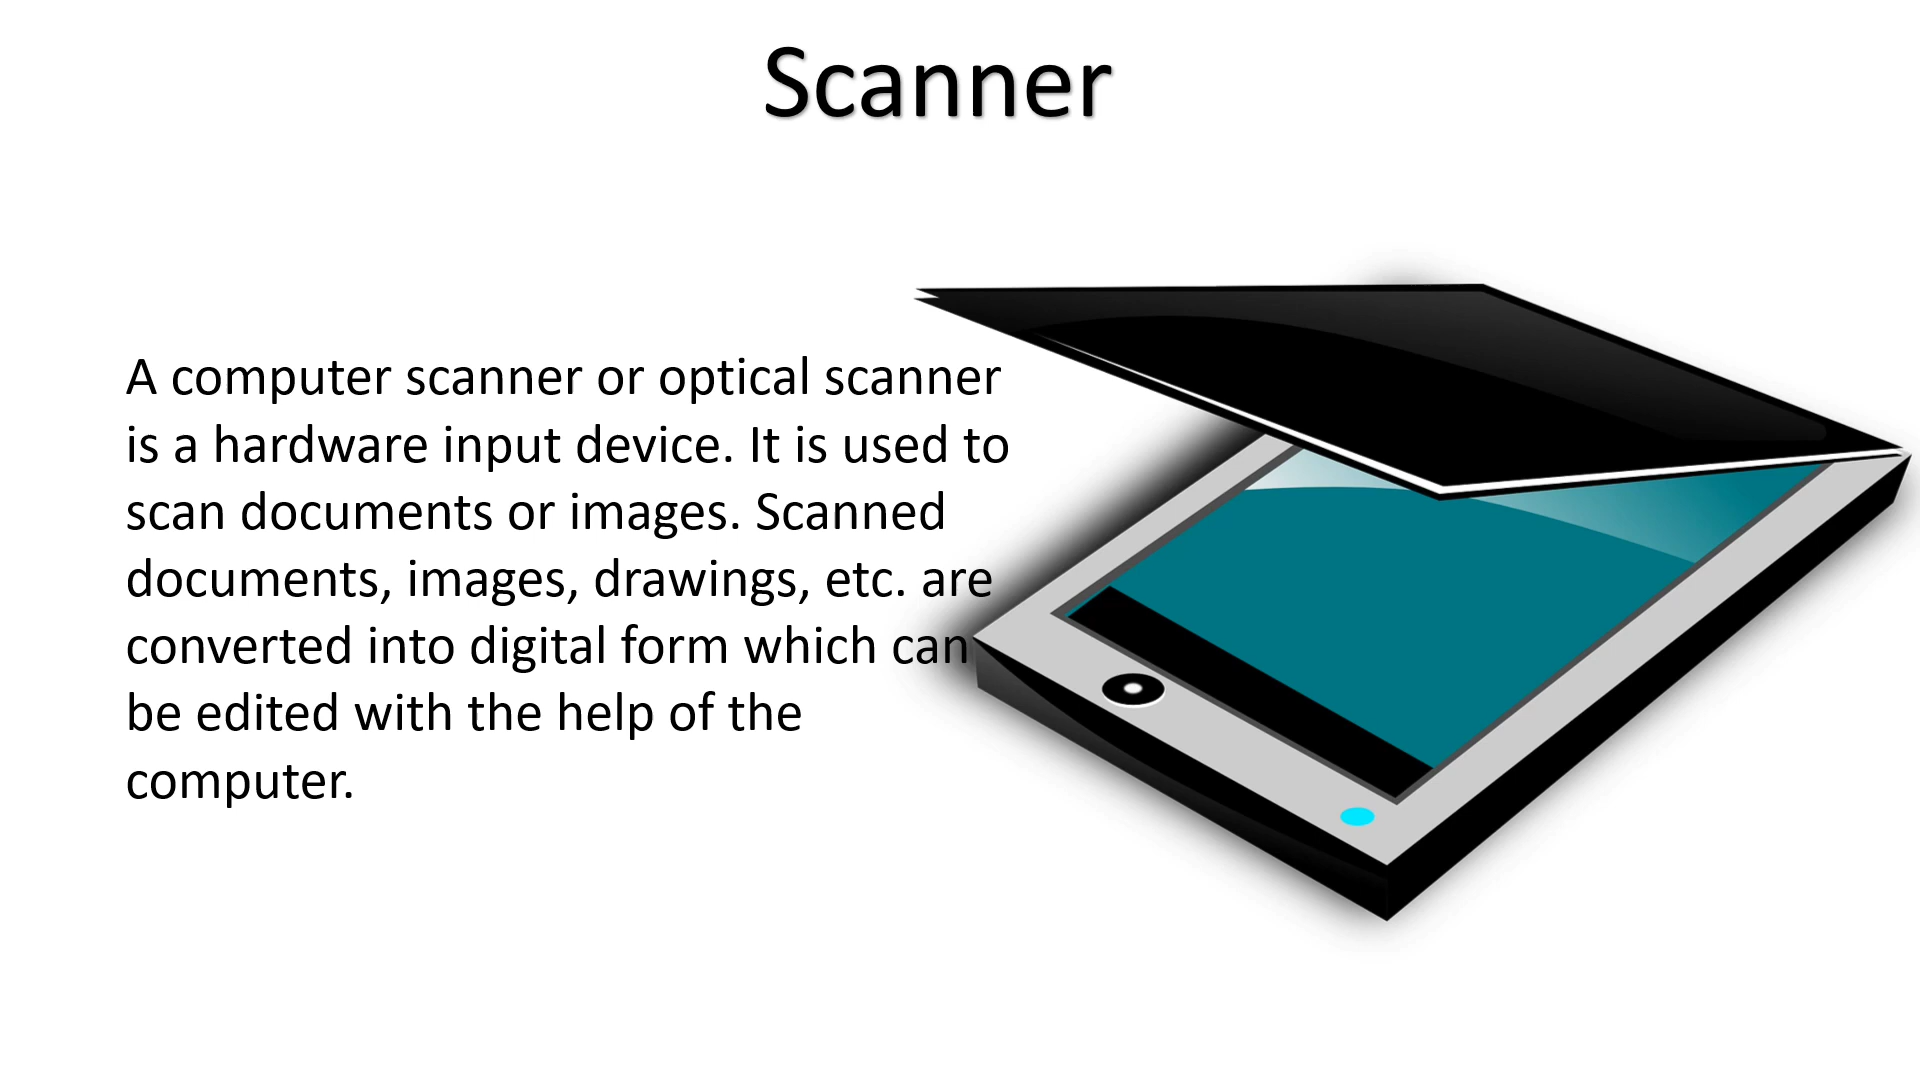 Scanner
A computer scanner or optical scanner
is a hardware input device. It is used to
scan documents or images. Scanned
documents, images, drawings, etc. are
converted into digital form which can
be edited with the help of the
computer.